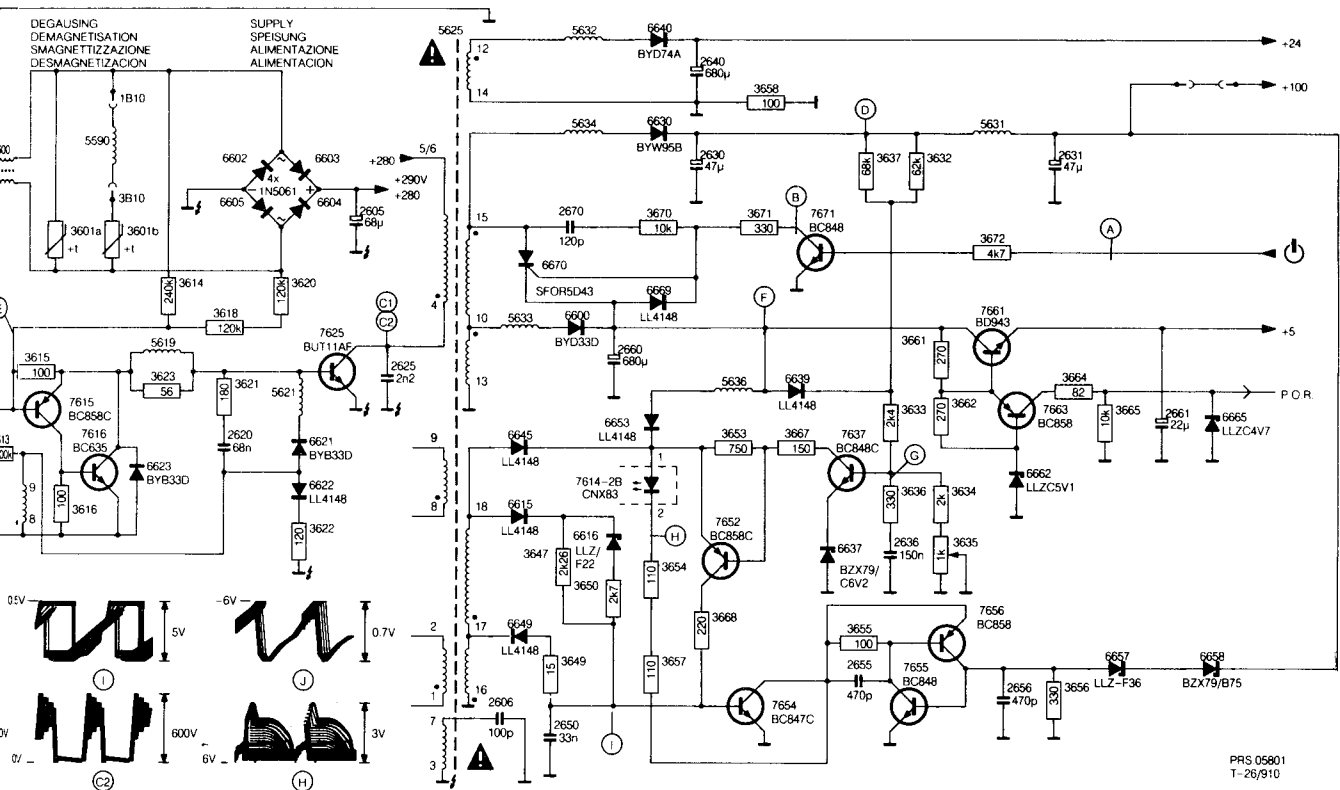 DEGAUSING
DEMAGNETISATION
SMAGNETTIZZAZIONE
DESMAGNETIZACION
SUPPLY
SPEISUNG
ALIMENTAZIONE
ALIMENTACION
5625
12
14
5632
6640
BYD74A
2640
680µ
3658
100
+24
+100
1B10
5590
3B10
3601a
+t
3601b
+t
6602
6603
4x
1N5061
~
~
−
+
6605
6604
+280
5/6
+290V
+280
2605
68µ
4
5634
6630
BYW95B
2630
47µ
D
3637
68k
3632
62k
5631
2631
47µ
15
2670
120p
3670
10k
3671
330
B
7671
BC848
3672
4k7
A
6670
SFOR5D43
6669
LL4148
3614
240k
3620
120k
3618
120k
E
C1
C2
7625
BUT11AF
2625
2n2
10
13
5633
6600
BYD33D
2660
680µ
F
7661
BD943
+5
3661
270
3662
270
7663
BC858
3664
82
3665
10k
2661
22µ
6665
LLZC4V7
P.O.R.
6662
LLZC5V1
3615
100
5619
3623
56
7615
BC858C
7616
BC635
3621
180
2620
68n
5621
6621
BYB33D
6622
LL4148
3622
120
6623
BYB33D
3616
100
9
8
5636
6639
LL4148
3633
2k4
6653
LL4148
9
8
6645
LL4148
3653
750
3667
150
7637
BC848C
G
1
7614-2B
CNX83
2
H
3636
330
3634
2k
3635
1k
2636
150n
6637
BZX79/
C6V2
18
6615
LL4148
3647
2k26
6616
LLZ/
F22
3650
2k7
3654
110
7652
BC858C
3668
220
3657
110
17
6649
LL4148
3649
15
2
1
16
7
3
2606
100p
2650
33n
I
7654
BC847C
3655
100
2655
470p
7655
BC848
7656
BC858
2656
470p
3656
330
6657
LLZ-F36
6658
BZX79/B75
0.5V
5V
I
−6V
0.7V
J
0V
600V
C2
6V
3V
H
PRS.05801
T-26/910